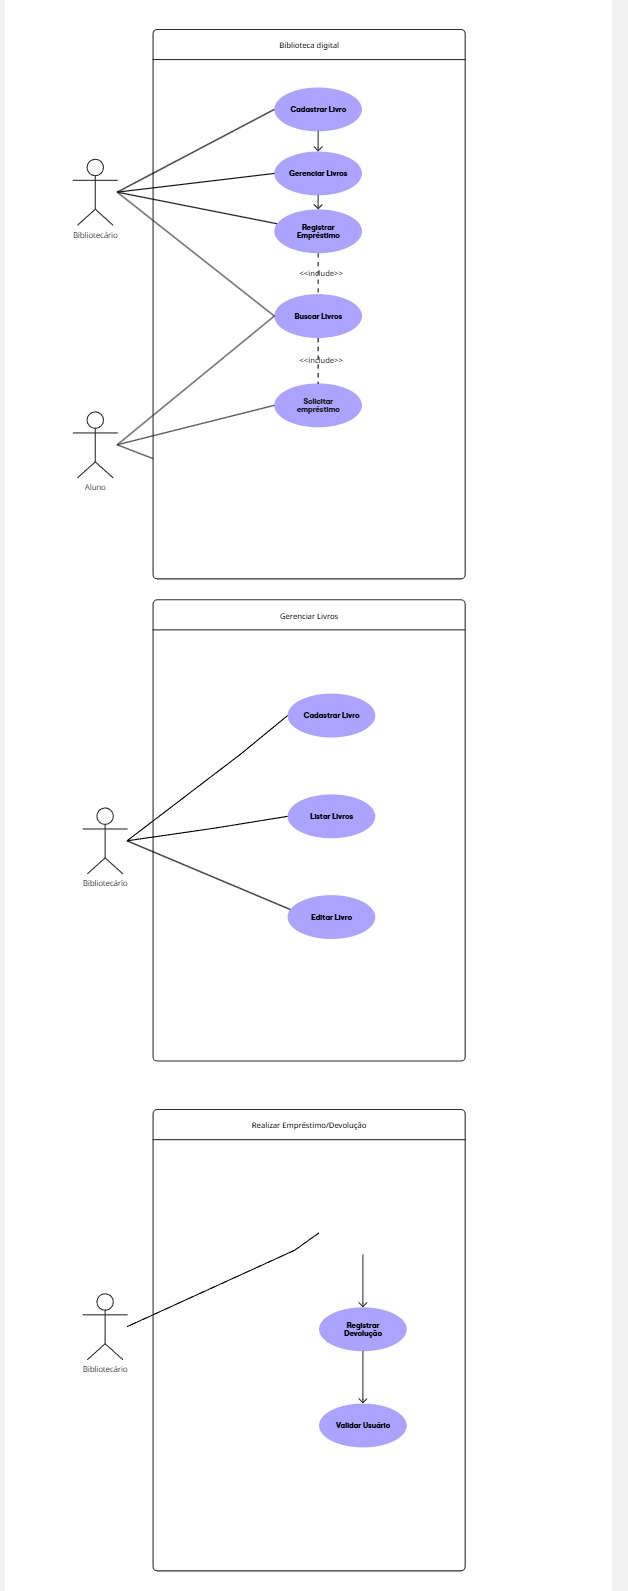 Biblioteca digital
Cadastrar Livro
Gerenciar Livros
Registrar
Empréstimo
Bibliotecário
<<include>>
Buscar Livros
<<include>>
Solicitar
empréstimo
Aluno
Gerenciar Livros
Cadastrar Livro
Listar Livros
Bibliotecário
Editar Livro
Realizar Empréstimo/Devolução
Registrar
Devolução
Bibliotecário
Validar Usuário